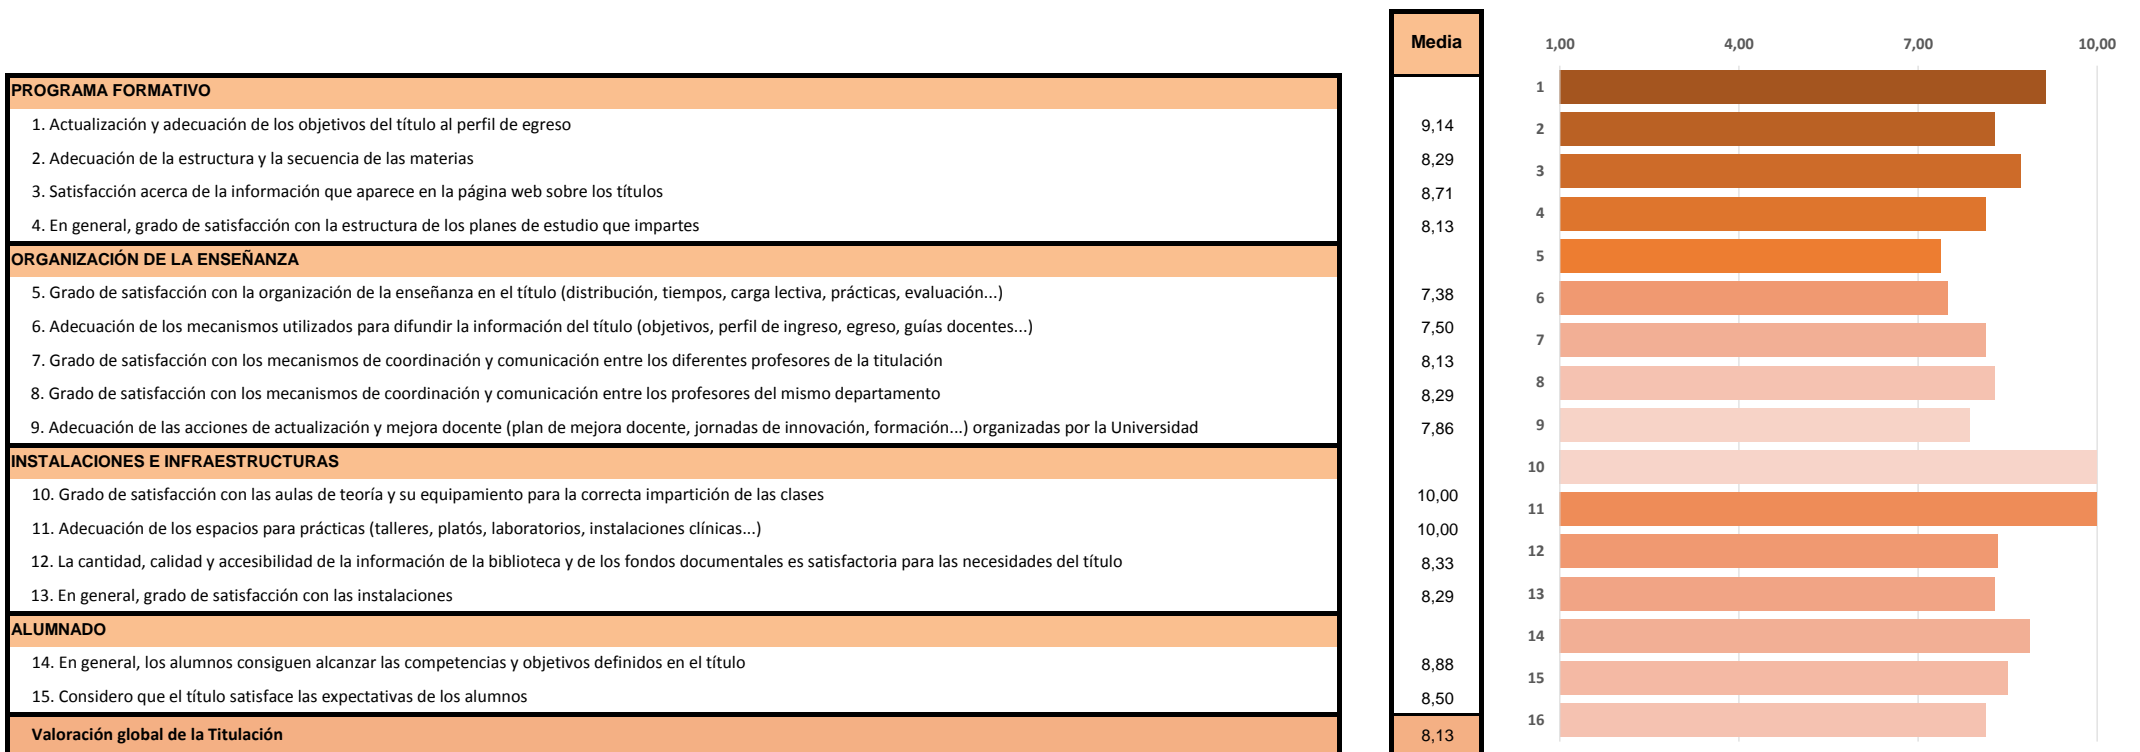 Media
1,00 4,00 7,00 10,00
PROGRAMA FORMATIVO
1. Actualización y adecuación de los objetivos del título al perfil de egreso 9,14
2. Adecuación de la estructura y la secuencia de las materias 8,29
3. Satisfacción acerca de la información que aparece en la página web sobre los títulos 8,71
4. En general, grado de satisfacción con la estructura de los planes de estudio que impartes 8,13
ORGANIZACIÓN DE LA ENSEÑANZA
5. Grado de satisfacción con la organización de la enseñanza en el título (distribución, tiempos, carga lectiva, prácticas, evaluación...) 7,38
6. Adecuación de los mecanismos utilizados para difundir la información del título (objetivos, perfil de ingreso, egreso, guías docentes...) 7,50
7. Grado de satisfacción con los mecanismos de coordinación y comunicación entre los diferentes profesores de la titulación 8,13
8. Grado de satisfacción con los mecanismos de coordinación y comunicación entre los profesores del mismo departamento 8,29
9. Adecuación de las acciones de actualización y mejora docente (plan de mejora docente, jornadas de innovación, formación...) organizadas por la Universidad 7,86
INSTALACIONES E INFRAESTRUCTURAS
10. Grado de satisfacción con las aulas de teoría y su equipamiento para la correcta impartición de las clases 10,00
11. Adecuación de los espacios para prácticas (talleres, platós, laboratorios, instalaciones clínicas...) 10,00
12. La cantidad, calidad y accesibilidad de la información de la biblioteca y de los fondos documentales es satisfactoria para las necesidades del título 8,33
13. En general, grado de satisfacción con las instalaciones 8,29
ALUMNADO
14. En general, los alumnos consiguen alcanzar las competencias y objetivos definidos en el título 8,88
15. Considero que el título satisface las expectativas de los alumnos 8,50
Valoración global de la Titulación 8,13
1
2
3
4
5
6
7
8
9
10
11
12
13
14
15
16